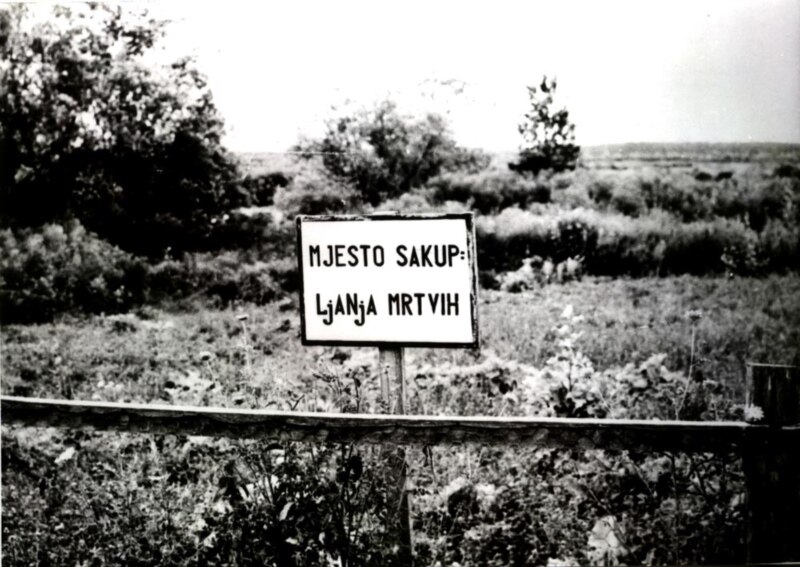 MJESTO SAKUP=
LjANjA MRTVIH